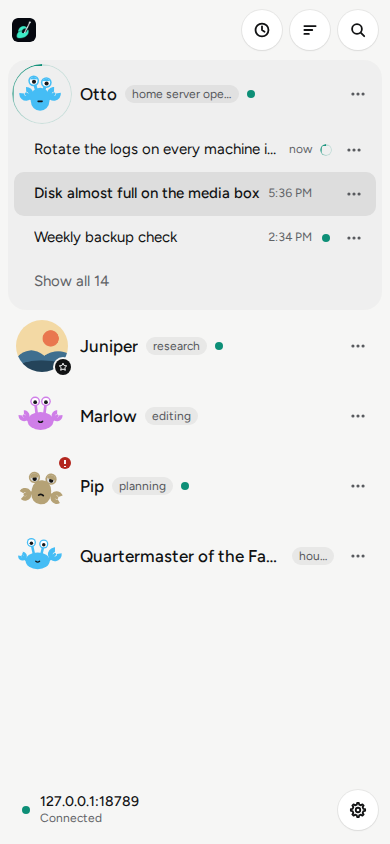 Otto home server ope...
Rotate the logs on every machine i... now
Disk almost full on the media box 5:36 PM
Weekly backup check 2:34 PM
Show all 14
Juniper research
Marlow editing
Pip planning
Quartermaster of the Fa... hou...
127.0.0.1:18789
Connected